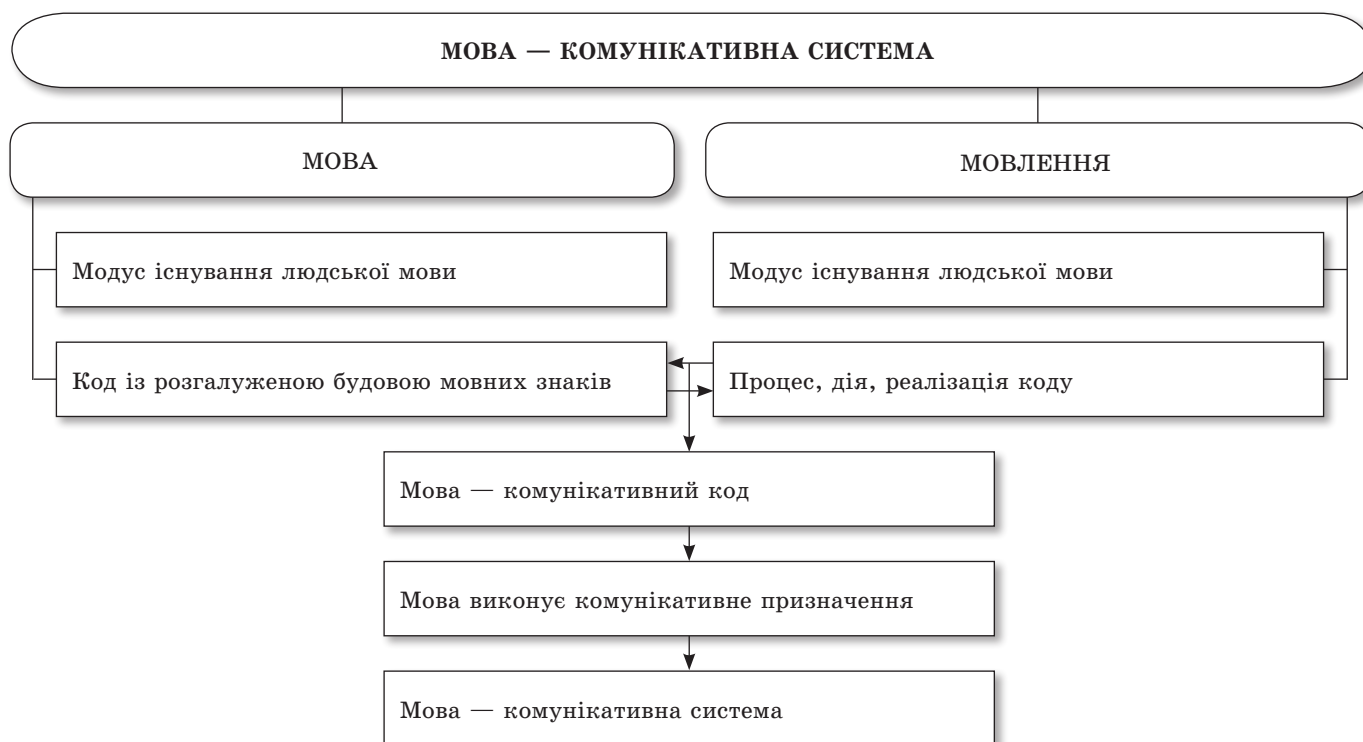 МОВА — КОМУНІКАТИВНА СИСТЕМА
МОВА
МОВЛЕННЯ
Модус існування людської мови
Модус існування людської мови
Код із розгалуженою будовою мовних знаків
Процес, дія, реалізація коду
Мова — комунікативний код
Мова виконує комунікативне призначення
Мова — комунікативна система